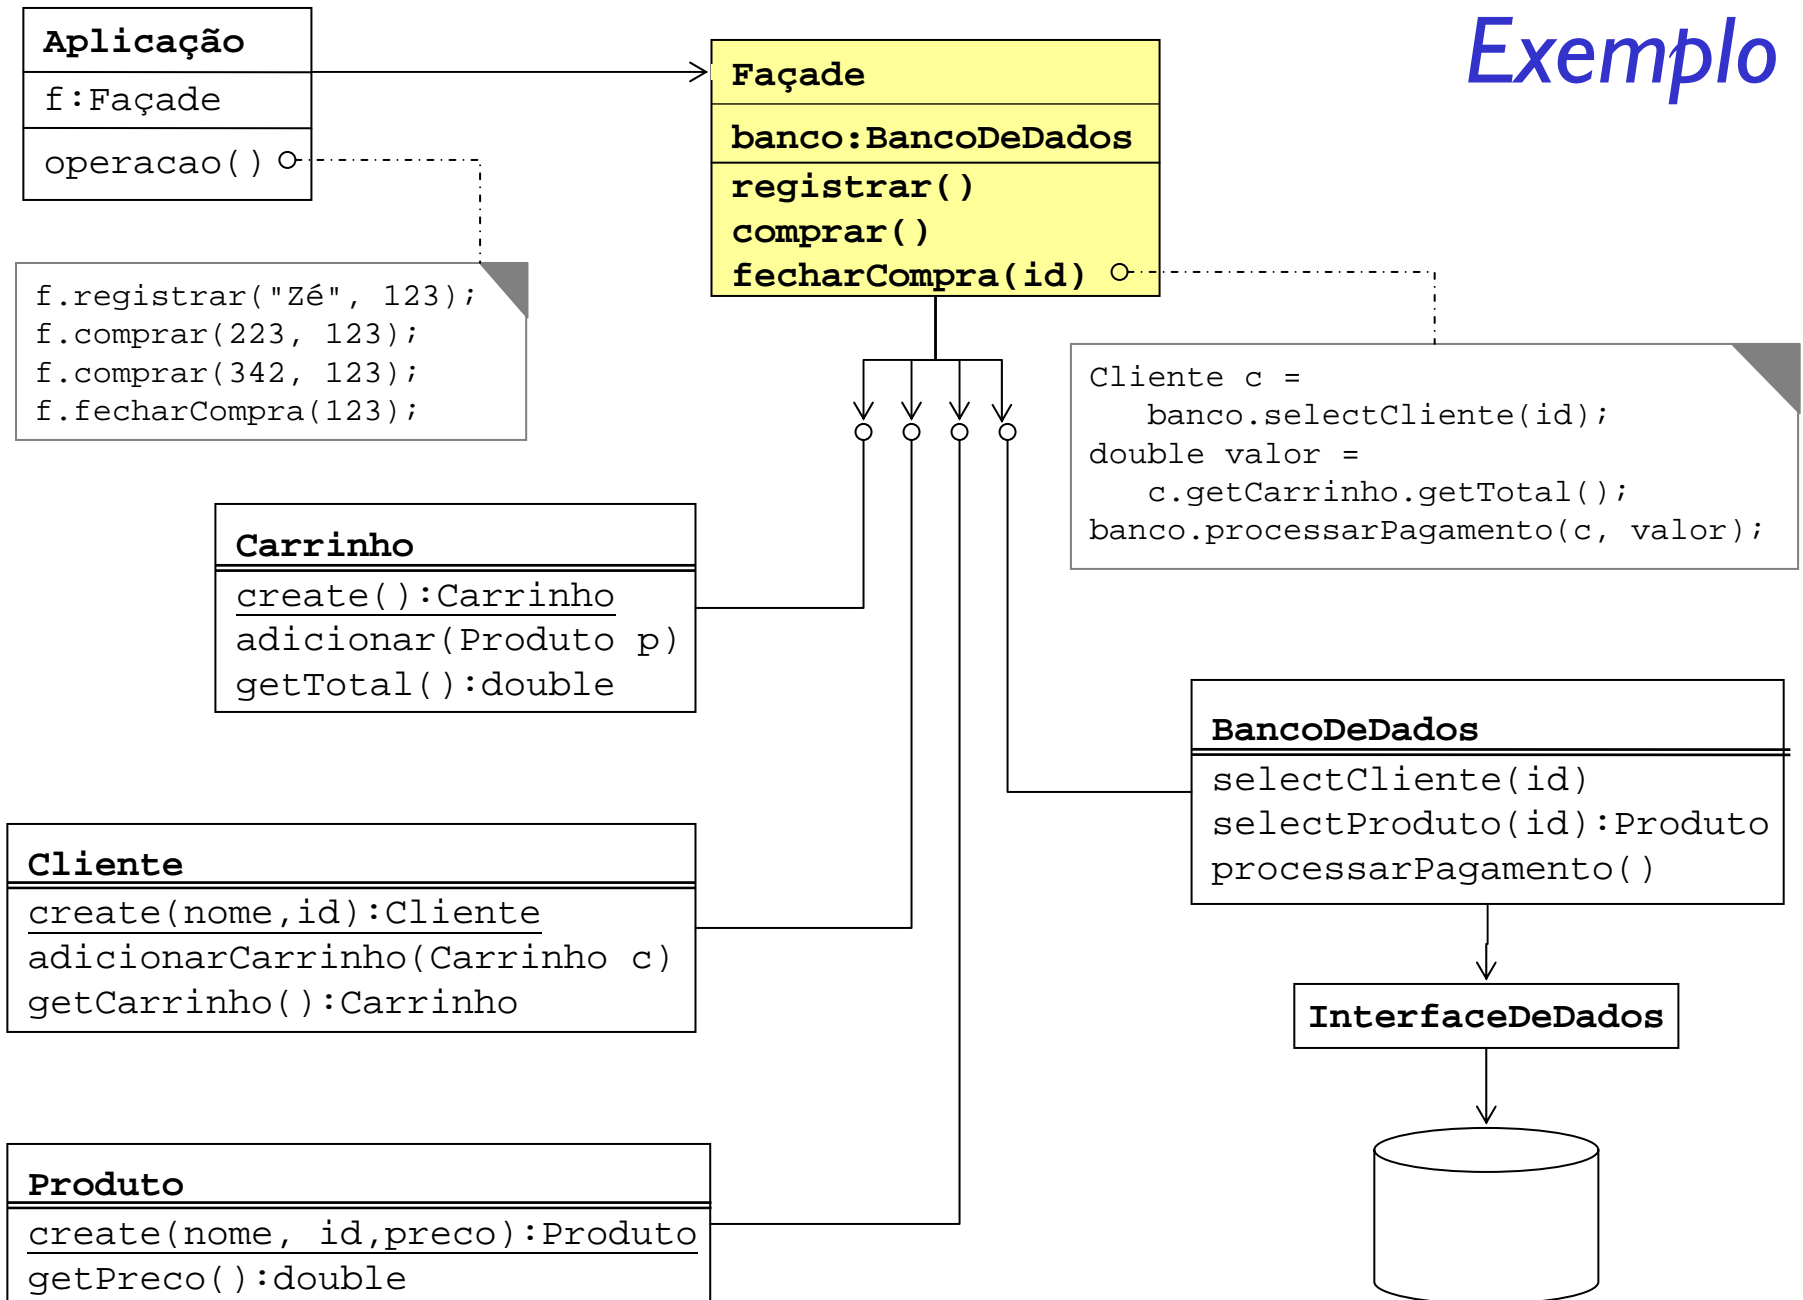 Exemplo
Aplicação
f:Façade
operacao()
f.registrar("Zé", 123);
f.comprar(223, 123);
f.comprar(342, 123);
f.fecharCompra(123);
Façade
banco:BancoDeDados
registrar()
comprar()
fecharCompra(id)
Cliente c =
banco.selectCliente(id);
double valor =
c.getCarrinho.getTotal();
banco.processarPagamento(c, valor);
Carrinho
create():Carrinho
adicionar(Produto p)
getTotal():double
BancoDeDados
selectCliente(id)
selectProduto(id):Produto
processarPagamento()
Cliente
create(nome,id):Cliente
adicionarCarrinho(Carrinho c)
getCarrinho():Carrinho
InterfaceDeDados
Produto
create(nome, id,preco):Produto
getPreco():double